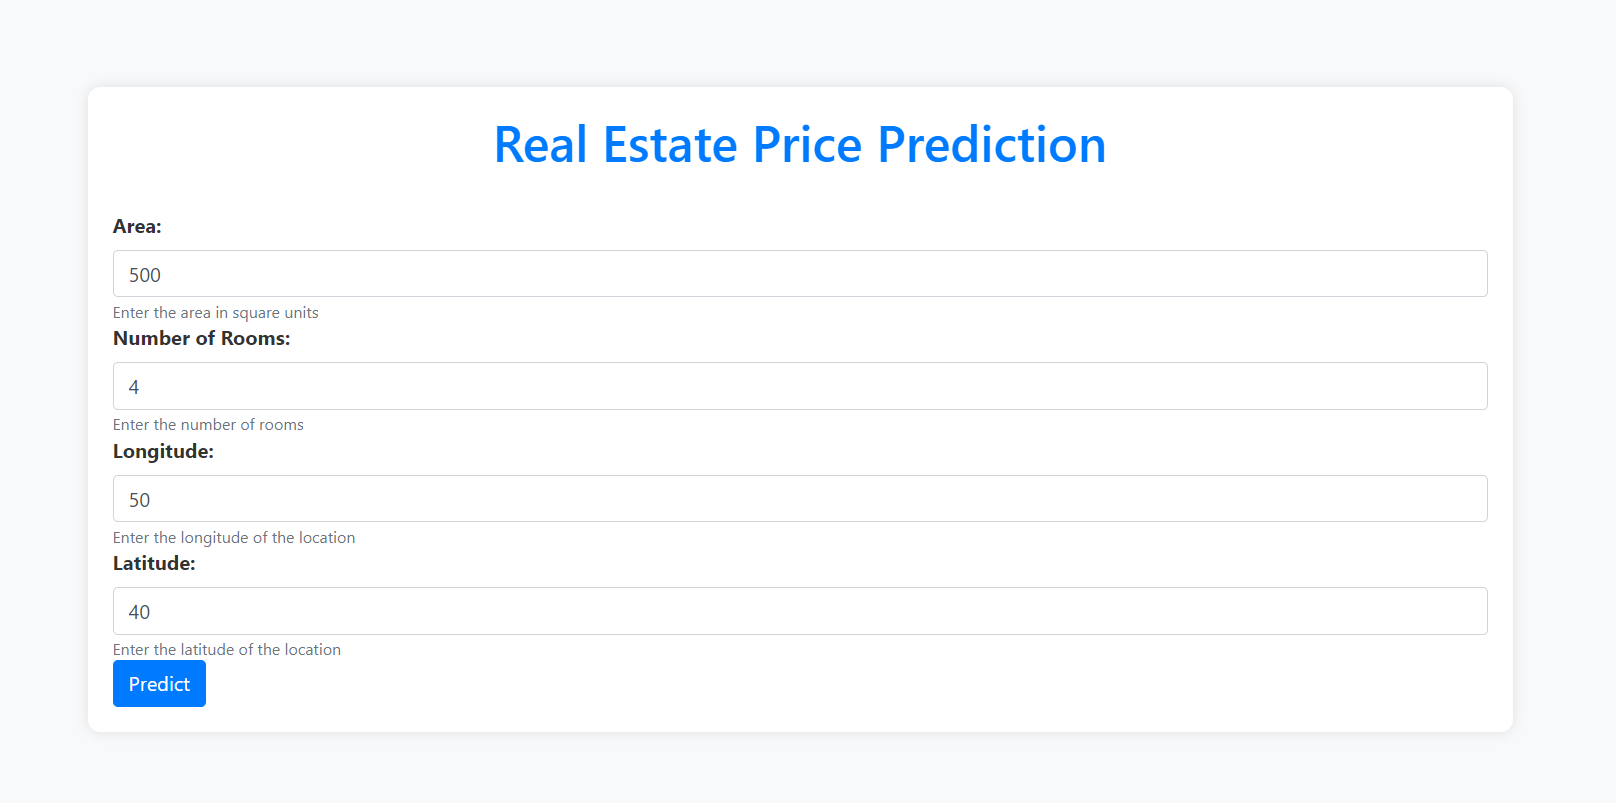 Real Estate Price Prediction
Area:
500
Enter the area in square units
Number of Rooms:
4
Enter the number of rooms
Longitude:
50
Enter the longitude of the location
Latitude:
40
Enter the latitude of the location
Predict